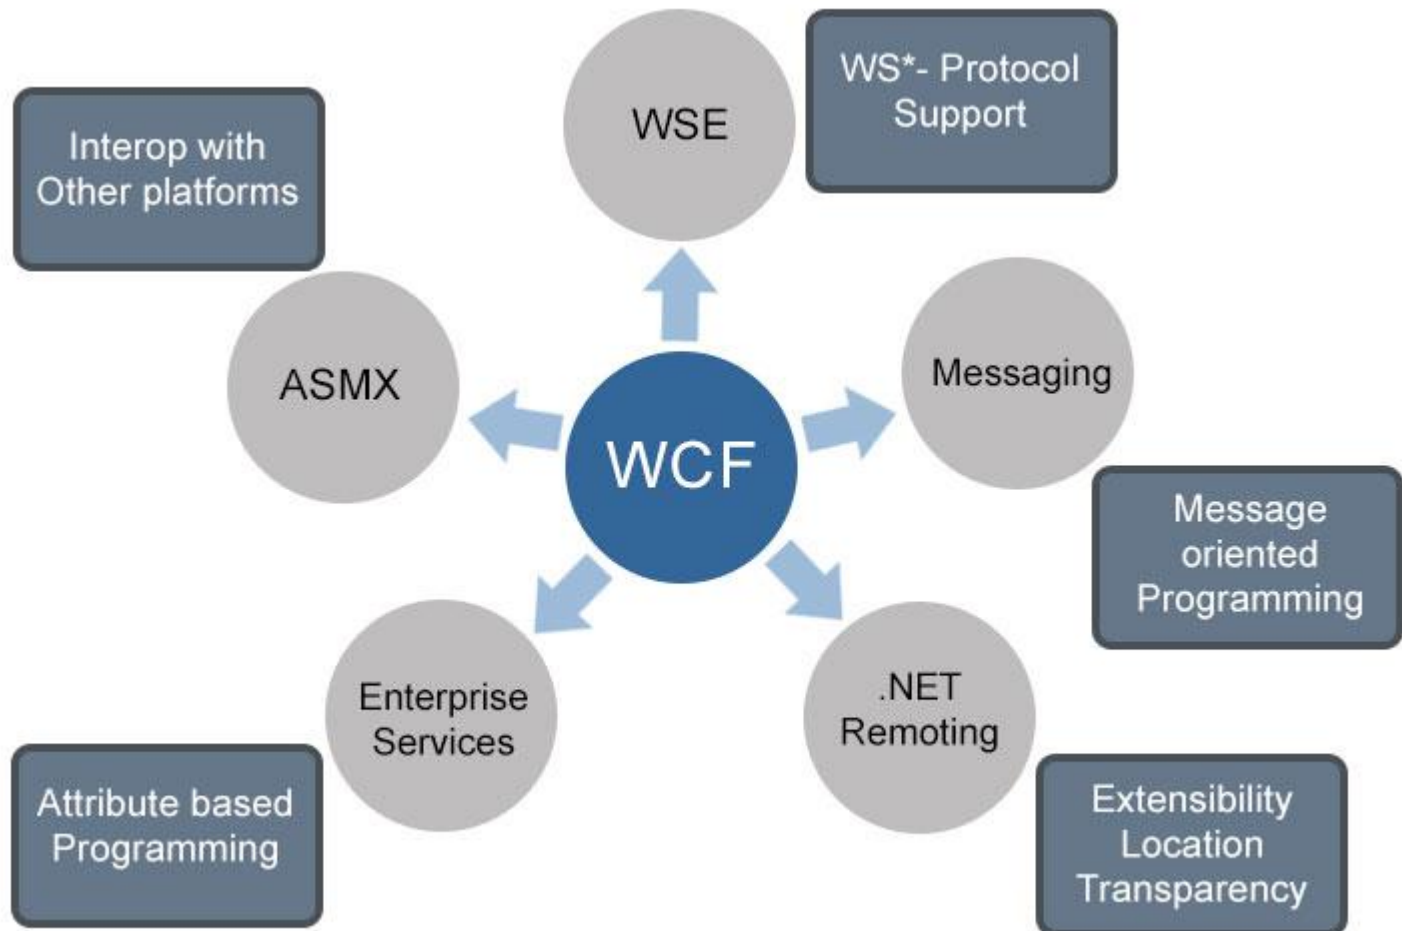 WSE
WS*- Protocol
Support
Interop with
Other platforms
ASMX
Messaging
WCF
Message
oriented
Programming
Enterprise
Services
.NET
Remoting
Attribute based
Programming
Extensibility
Location
Transparency